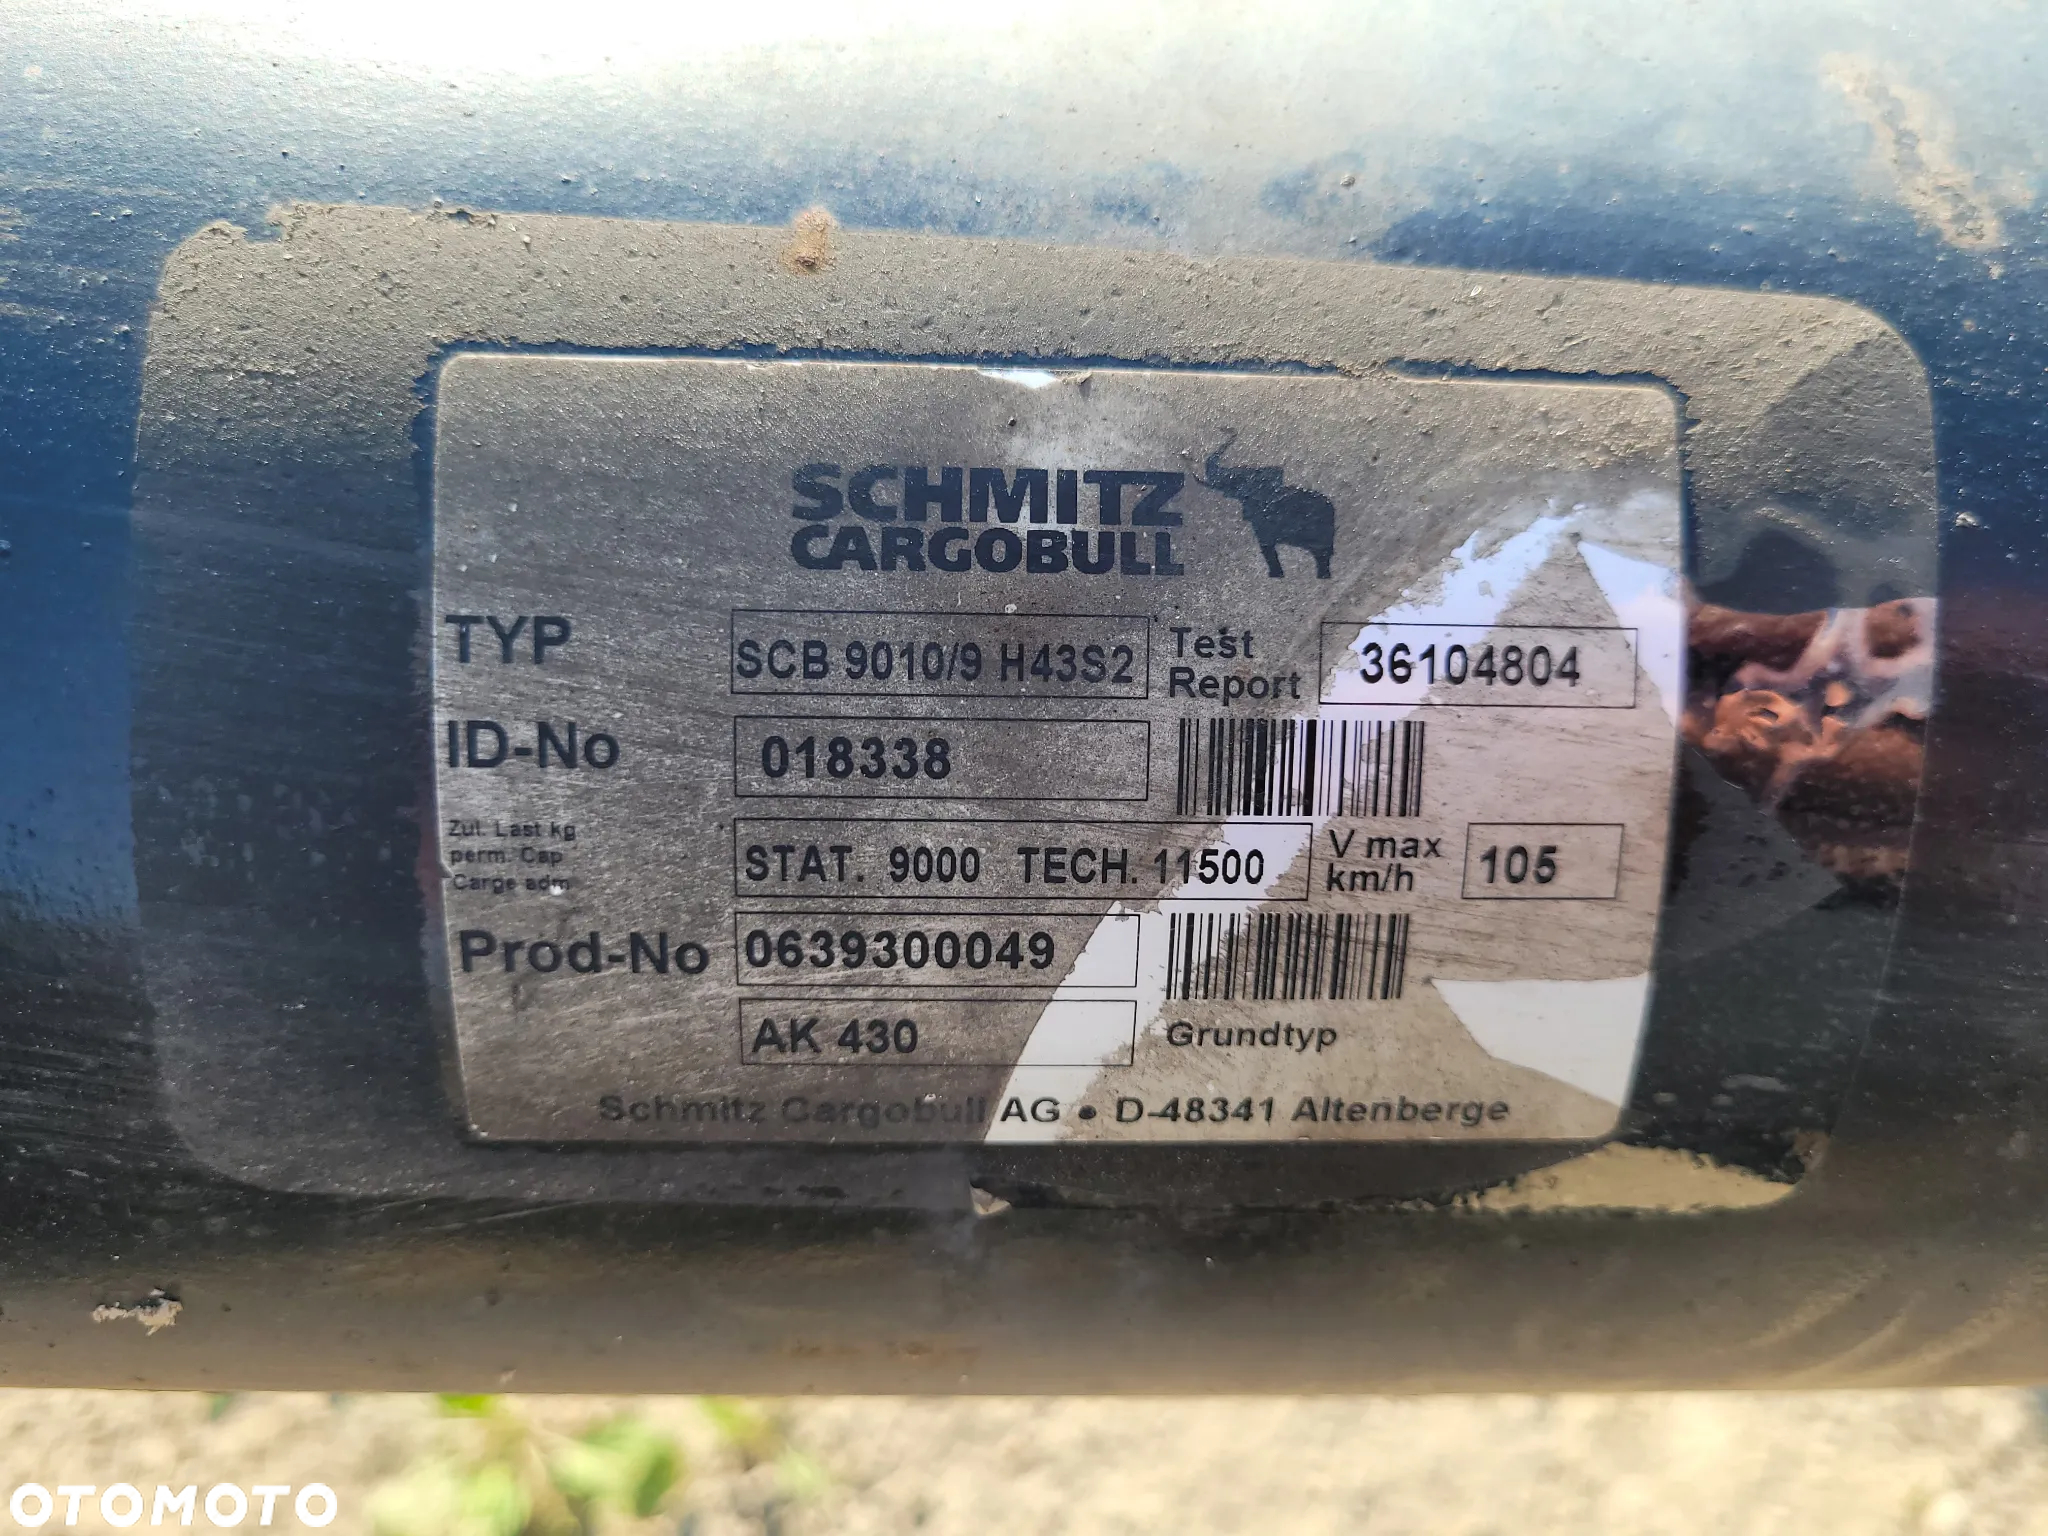 SCHMITZ
CARGOBULL
TYP SCB 9010/9 H43S2 Test Report 36104804
ID-No 018338
Zul. Last kg
perm. Cap
Carge adm
STAT. 9000 TECH. 11500 V max km/h 105
Prod-No 0639300049
AK 430 Grundtyp
Schmitz Cargobull AG • D-48341 Altenberge
OTOMOTO